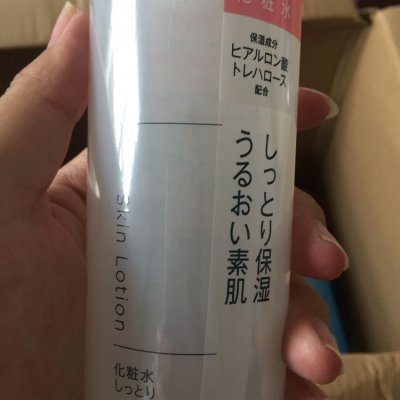 化粧水
保湿成分
ヒアルロン酸
トレハロース
配合
しっとり保湿
うるおい素肌
Skin Lotion
化粧水
しっとり